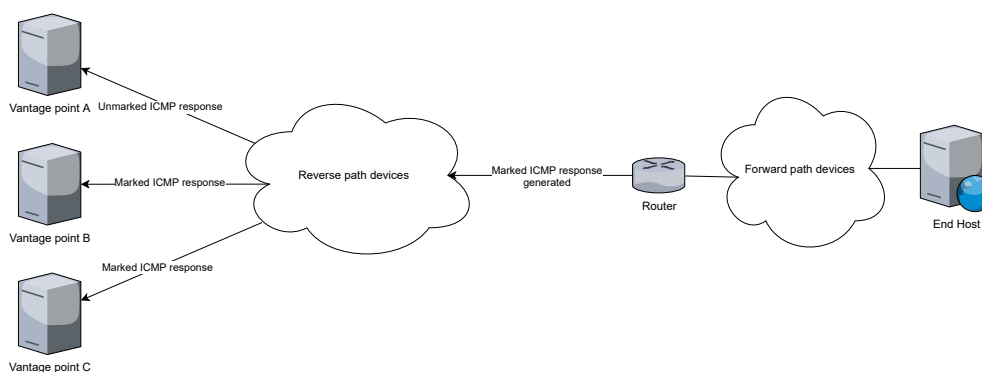 Vantage point A
Unmarked ICMP response
Vantage point B
Marked ICMP response
Vantage point C
Marked ICMP response
Reverse path devices
Marked ICMP response
generated
Router
Forward path devices
End Host